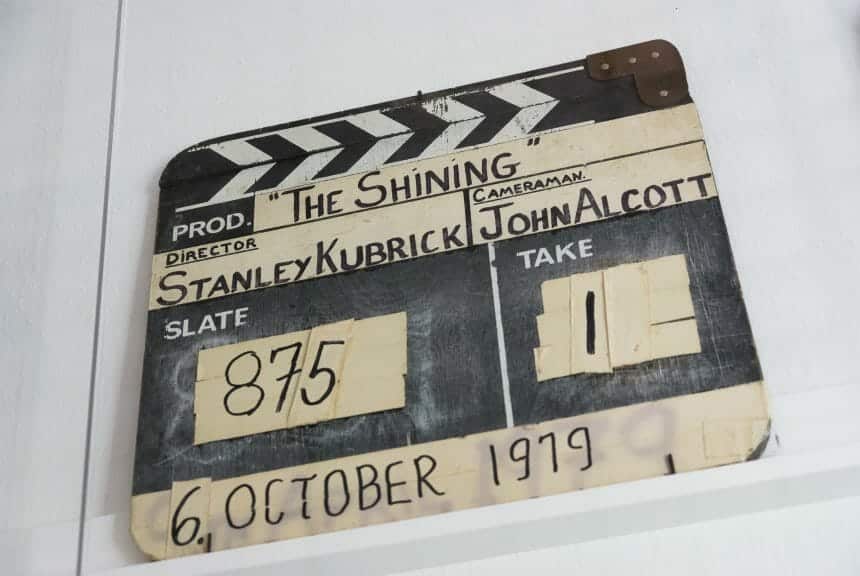 PROD. "THE SHINING"
DIRECTOR
STANLEY KUBRICK
CAMERAMAN.
JOHN ALCOTT
SLATE
875
TAKE
1
6. OCTOBER 1979